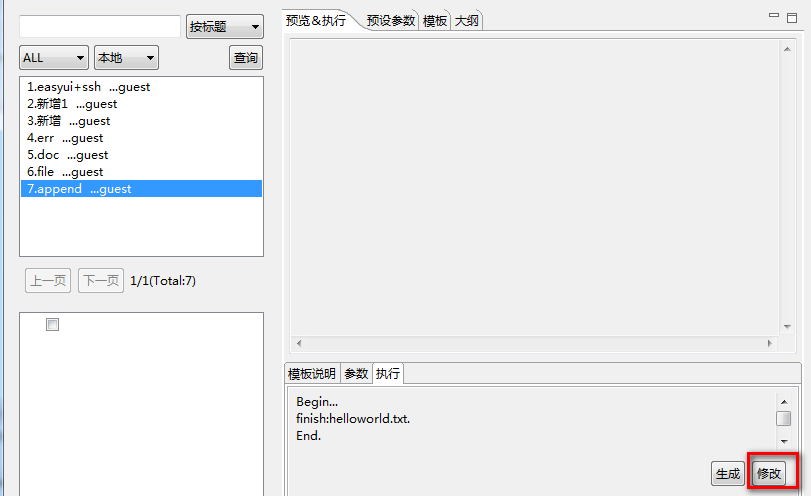 按标题
ALL 本地 查询
1.easyui+ssh ...guest
2.新增1 ...guest
3.新增 ...guest
4.err ...guest
5.doc ...guest
6.file ...guest
7.append ...guest
上一页 下一页 1/1(Total:7)
预览&执行 预设参数 模板 大纲
模板说明 参数 执行
Begin...
finish:helloworld.txt.
End.
生成 修改